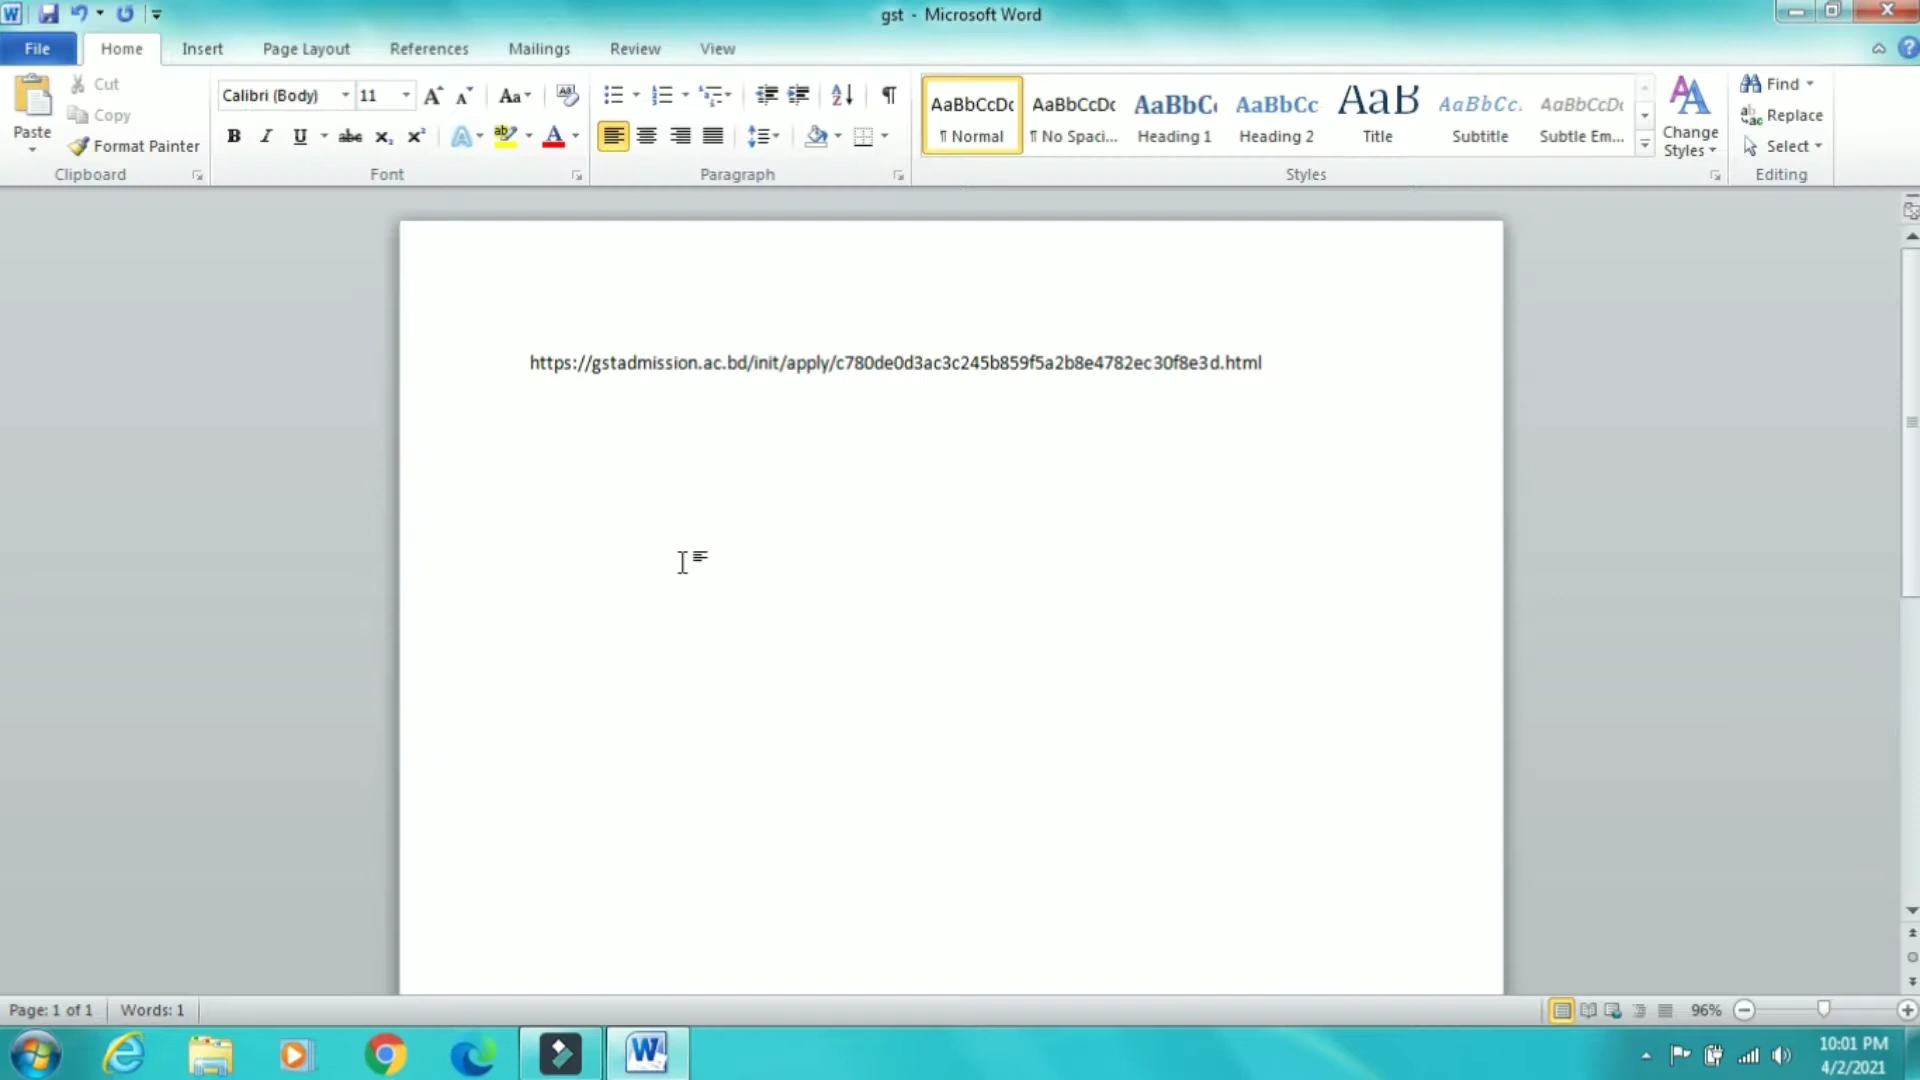 gst - Microsoft Word
File Home Insert Page Layout References Mailings Review View
Paste
Cut
Copy
Format Painter
Clipboard
Calibri (Body) 11
Font
Paragraph
AaBbCcDc AaBbCcDc AaBbC AaBbCc AaB AaBbCc. AaBbCcDc
¶ Normal ¶ No Spaci... Heading 1 Heading 2 Title Subtitle Subtle Em...
Styles
Change
Styles
Find
Replace
Select
Editing
https://gstadmission.ac.bd/init/apply/c780de0d3ac3c245b859f5a2b8e4782ec30f8e3d.html
Page: 1 of 1 Words: 1
96%
10:01 PM
4/2/2021